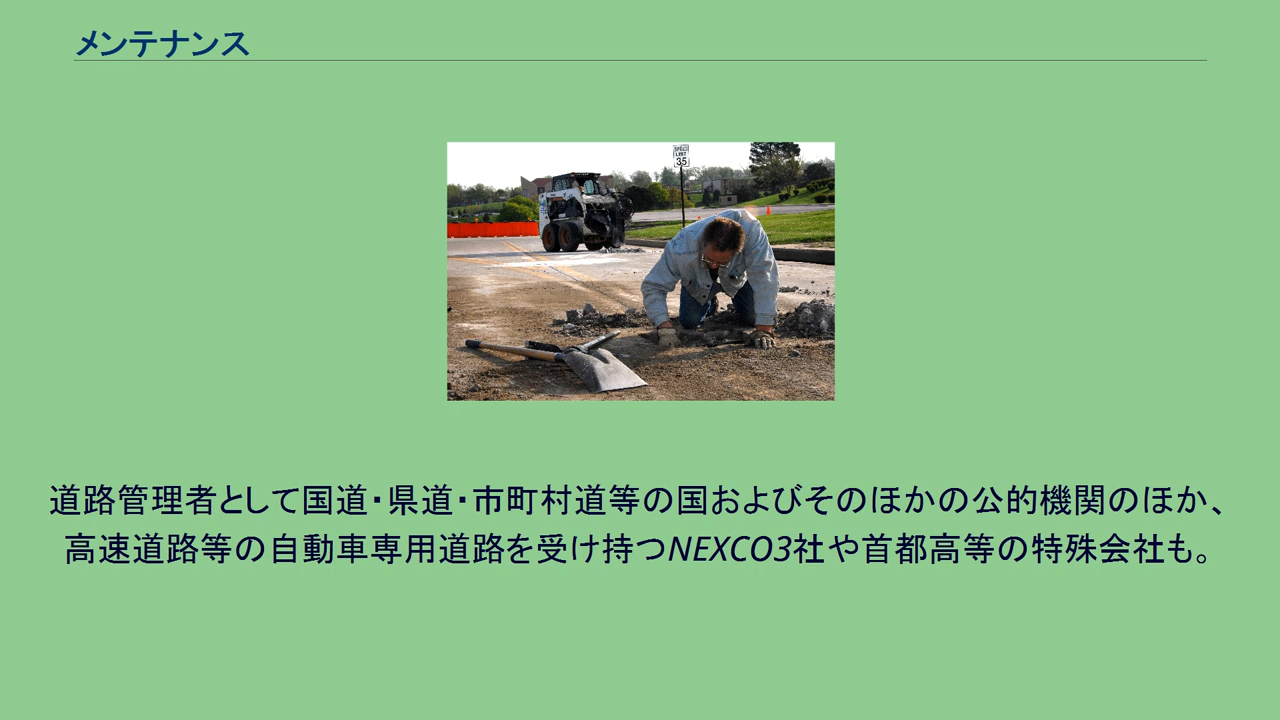 メンテナンス
SPEED
LIMIT
35
道路管理者として国道・県道・市町村道等の国およびそのほかの公的機関のほか、
高速道路等の自動車専用道路を受け持つNEXCO3社や首都高等の特殊会社も。